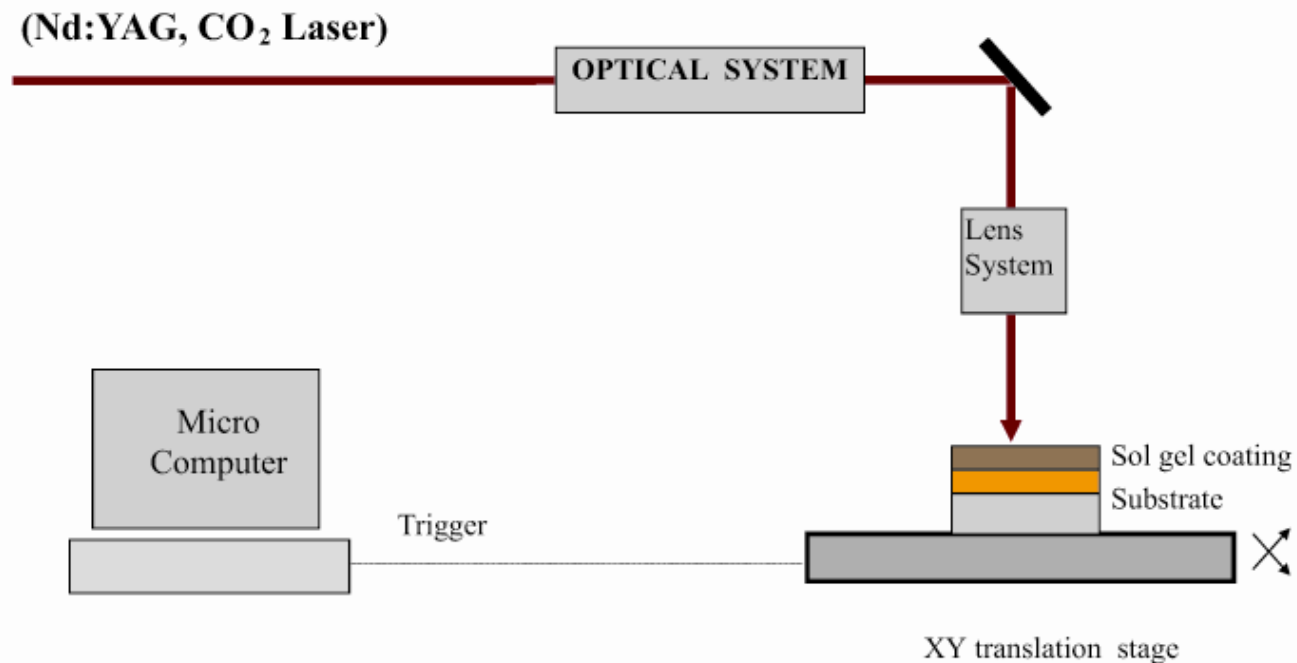 (Nd:YAG, CO₂ Laser)
OPTICAL SYSTEM
Lens
System
Micro
Computer
Trigger
Sol gel coating
Substrate
XY translation stage